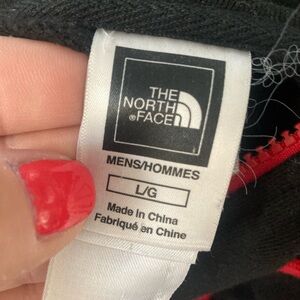 THE
NORTH
®FACE
MENS/HOMMES
L/G
Made in China
Fabriqué en Chine